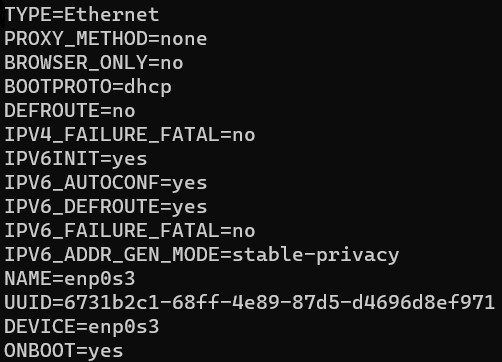 TYPE=Ethernet
PROXY_METHOD=none
BROWSER_ONLY=no
BOOTPROTO=dhcp
DEFROUTE=no
IPV4_FAILURE_FATAL=no
IPV6INIT=yes
IPV6_AUTOCONF=yes
IPV6_DEFROUTE=yes
IPV6_FAILURE_FATAL=no
IPV6_ADDR_GEN_MODE=stable-privacy
NAME=enp0s3
UUID=6731b2c1-68ff-4e89-87d5-d4696d8ef971
DEVICE=enp0s3
ONBOOT=yes